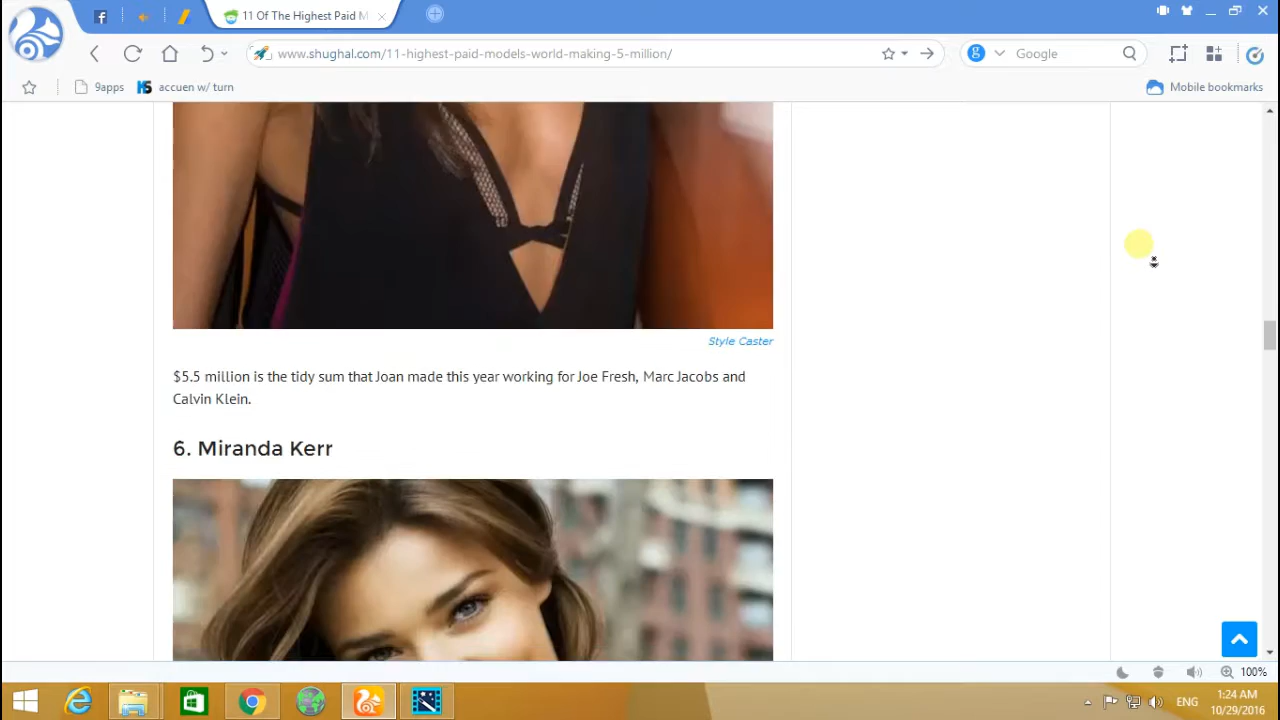 11 Of The Highest Paid M
www.shughal.com/11-highest-paid-models-world-making-5-million/
Google
9apps
accuen w/ turn
Mobile bookmarks
Style Caster
$5.5 million is the tidy sum that Joan made this year working for Joe Fresh, Marc Jacobs and
Calvin Klein.
6. Miranda Kerr
100%
ENG
1:24 AM
10/29/2016